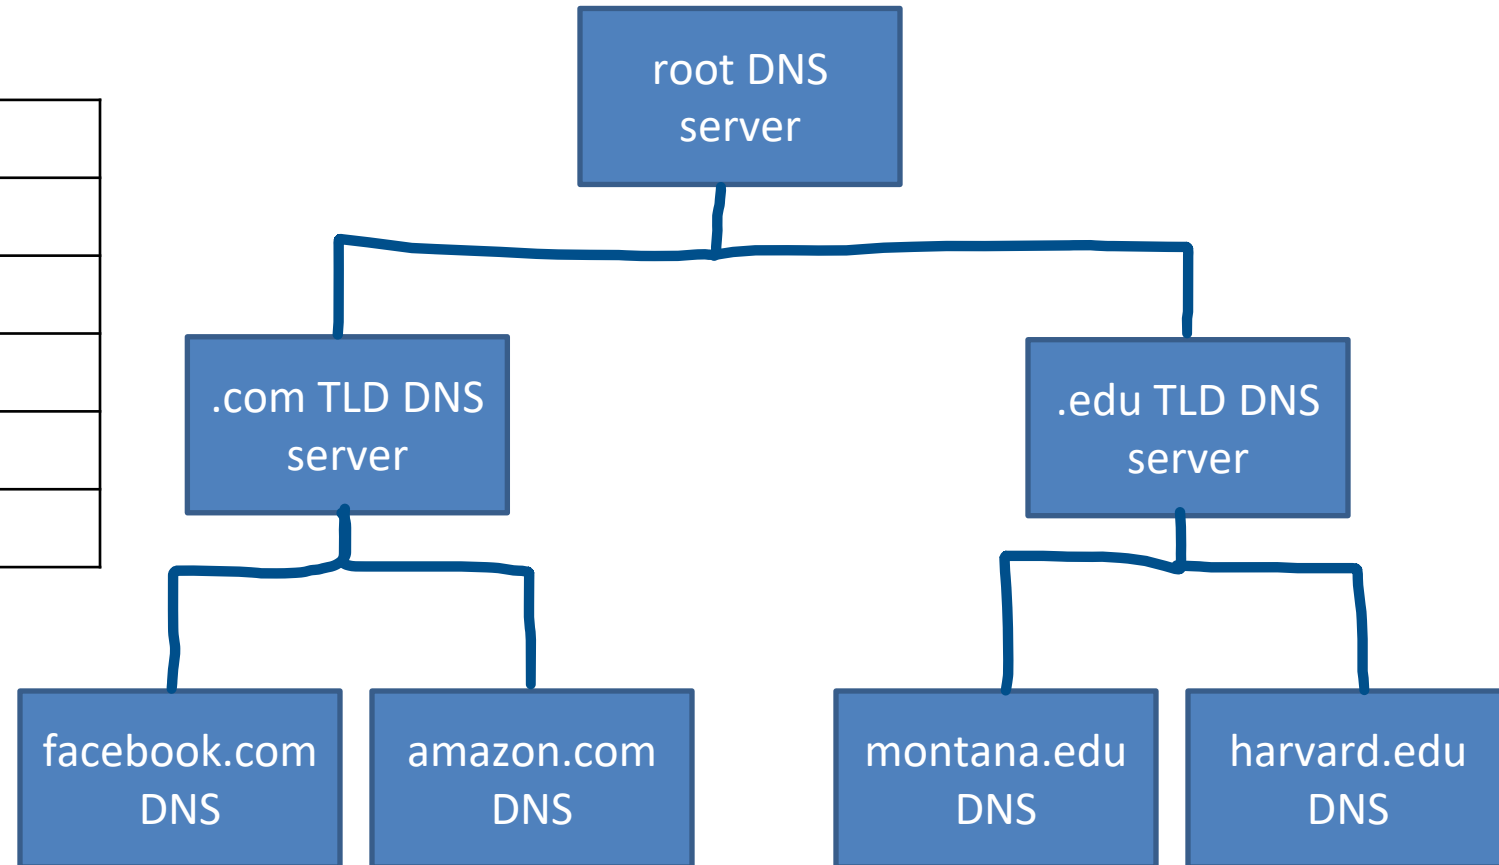 root DNS
server
.com TLD DNS
server
.edu TLD DNS
server
facebook.com
DNS
amazon.com
DNS
montana.edu
DNS
harvard.edu
DNS